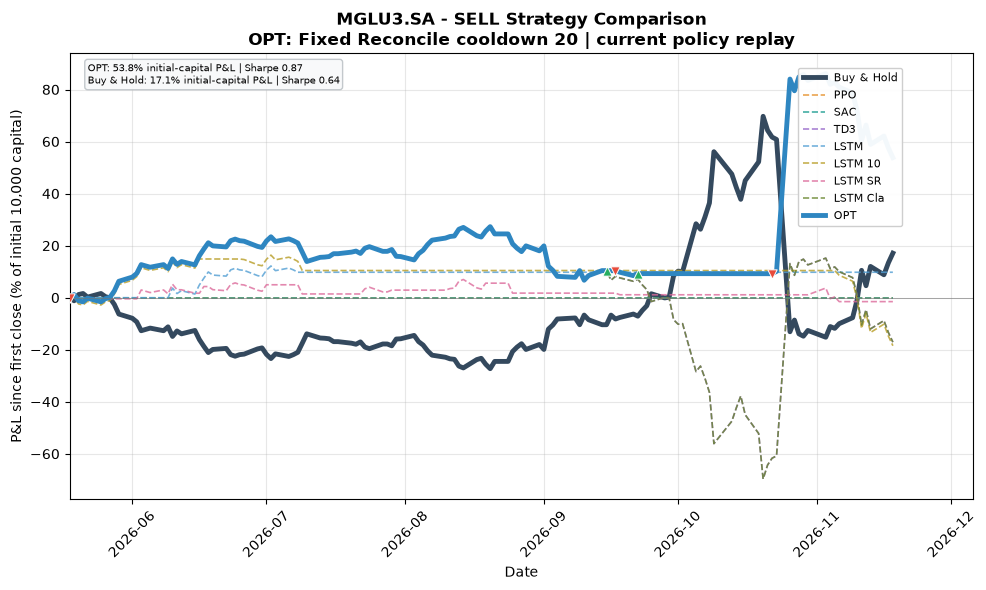 MGLU3.SA - SELL Strategy Comparison
OPT: Fixed Reconcile cooldown 20 | current policy replay
OPT: 53.8% initial-capital P&L | Sharpe 0.87
Buy & Hold: 17.1% initial-capital P&L | Sharpe 0.64
Buy & Hold
PPO
SAC
TD3
LSTM
LSTM 10
LSTM SR
LSTM Cla
OPT
P&L since first close (% of initial 10,000 capital)
80
60
40
20
0
−20
−40
−60
2026-06
2026-07
2026-08
2026-09
2026-10
2026-11
2026-12
Date